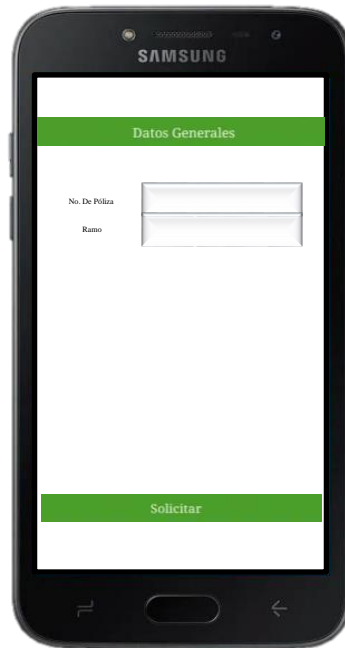 SAMSUNG
Datos Generales
No. De Póliza
Ramo
Solicitar